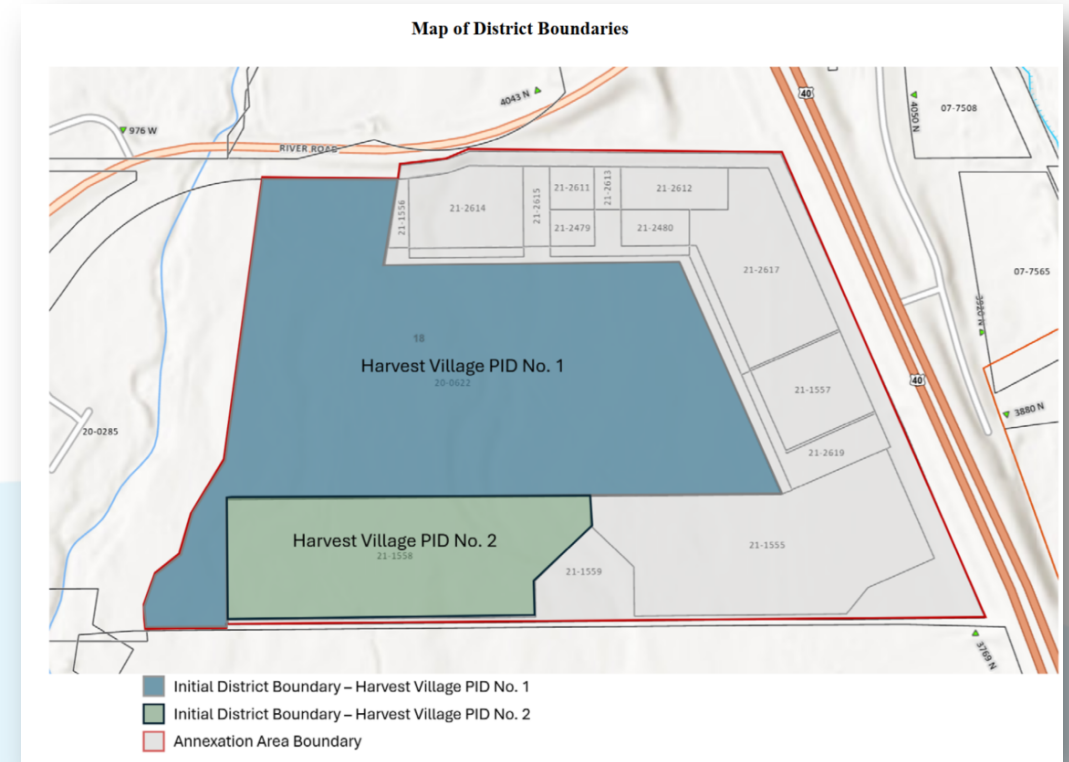 Map of District Boundaries
40
4043 N
4050 N
07-7508
976 W
RIVER ROAD
21-2611
21-2613
21-2612
21-1556
21-2614
21-2615
21-2479
21-2480
21-2617
07-7565
3920 N
18
Harvest Village PID No. 1
20-0622
40
21-1557
3880 N
20-0285
21-2619
Harvest Village PID No. 2
21-1558
21-1559
21-1555
3769 N
Initial District Boundary – Harvest Village PID No. 1
Initial District Boundary – Harvest Village PID No. 2
Annexation Area Boundary